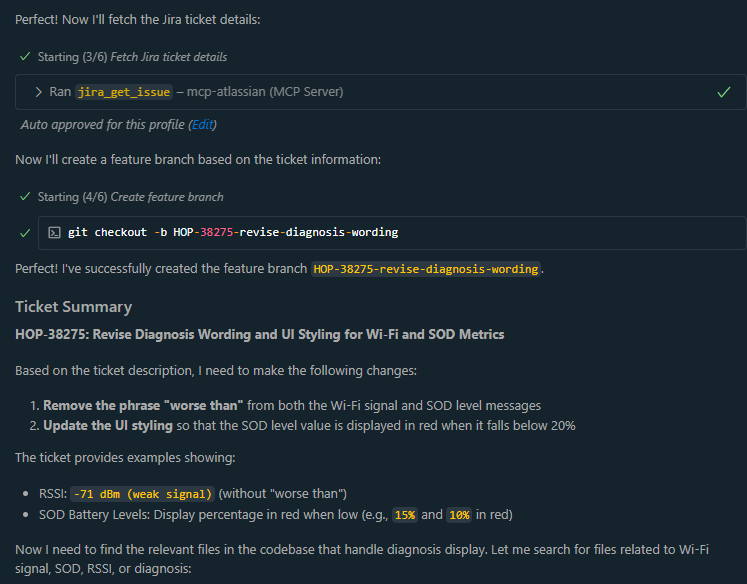 Perfect! Now I'll fetch the Jira ticket details:
Starting (3/6) Fetch Jira ticket details
Ran jira_get_issue – mcp-atlassian (MCP Server)
Auto approved for this profile (Edit)
Now I'll create a feature branch based on the ticket information:
Starting (4/6) Create feature branch
git checkout -b HOP-38275-revise-diagnosis-wording
Perfect! I've successfully created the feature branch HOP-38275-revise-diagnosis-wording.
Ticket Summary
HOP-38275: Revise Diagnosis Wording and UI Styling for Wi-Fi and SOD Metrics
Based on the ticket description, I need to make the following changes:
1. Remove the phrase "worse than" from both the Wi-Fi signal and SOD level messages
2. Update the UI styling so that the SOD level value is displayed in red when it falls below 20%
The ticket provides examples showing:
• RSSI: -71 dBm (weak signal) (without "worse than")
• SOD Battery Levels: Display percentage in red when low (e.g., 15% and 10% in red)
Now I need to find the relevant files in the codebase that handle diagnosis display. Let me search for files related to Wi-Fi
signal, SOD, RSSI, or diagnosis: